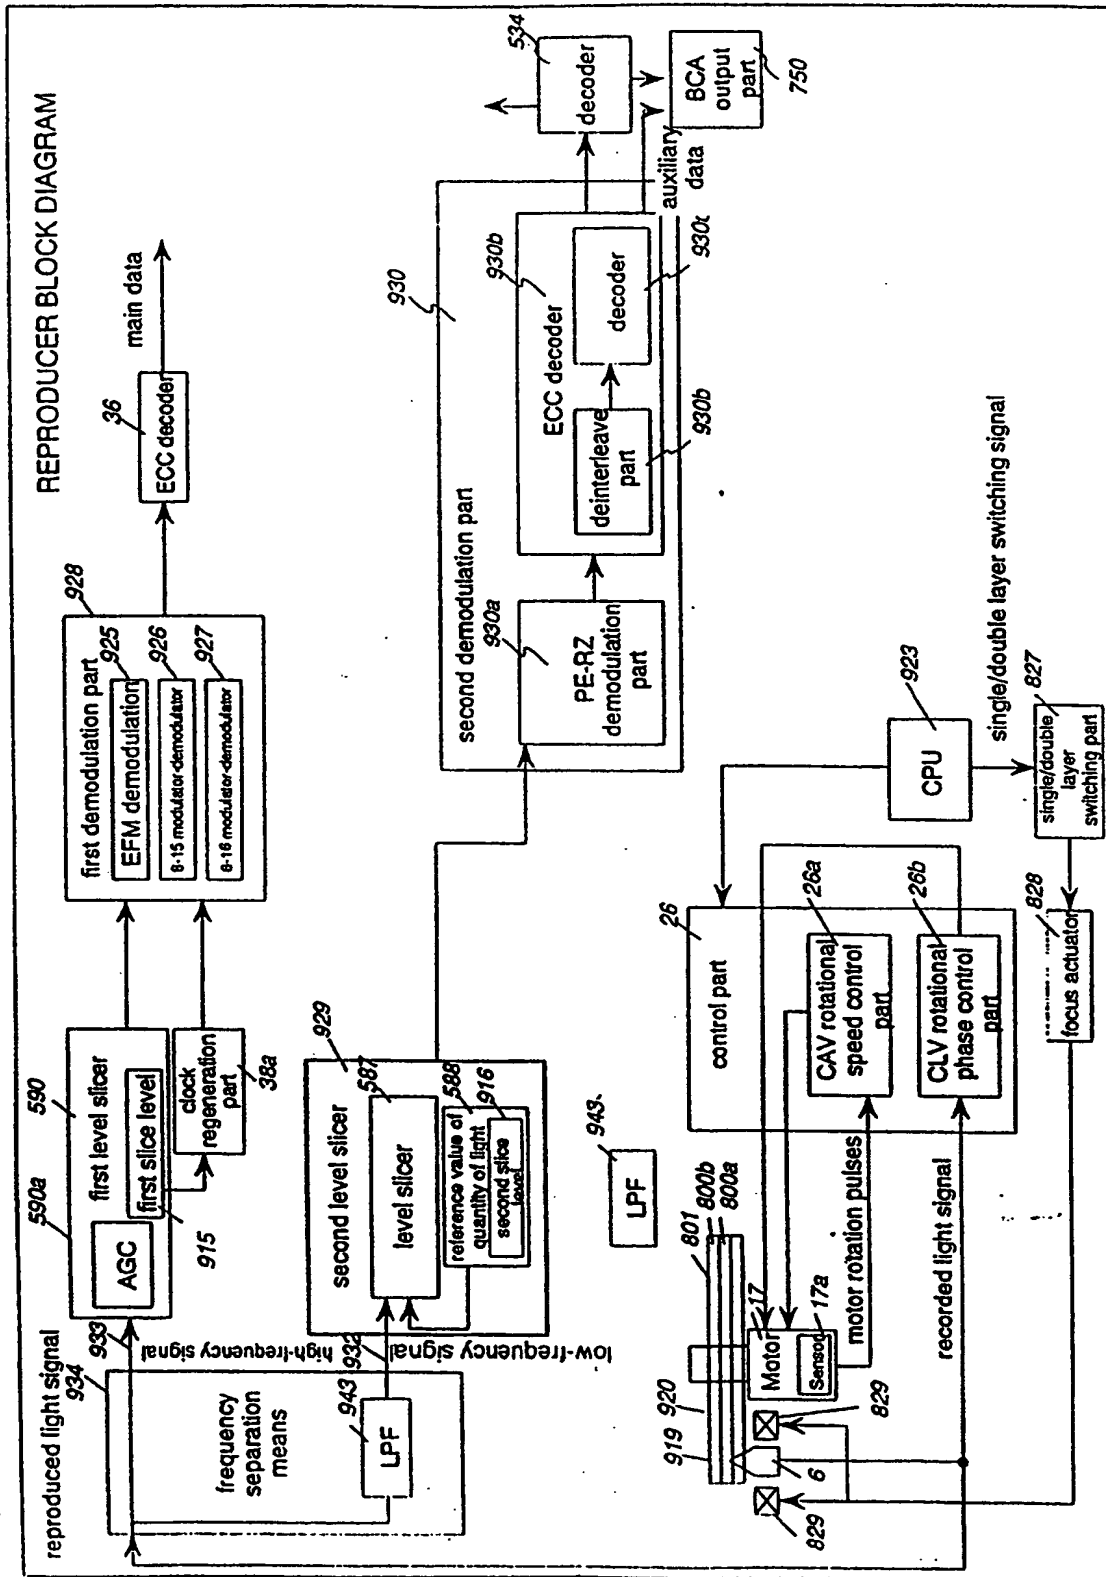 REPRODUCER BLOCK DIAGRAM
reproduced light signal
934
frequency
separation
means
943
LPF
933
high-frequency signal
932
low-frequency signal
590a
590
first level slicer
AGC
first slice level
915
clock
regeneration
part
38a
928
first demodulation part
925
EFM demodulation
926
8-15 modulator-demodulator
927
8-16 modulator-demodulator
36
ECC decoder
main data
929
second level slicer
587
level slicer
588
reference value of
quantity of light
916
second slice
level
930
second demodulation part
930a
PE-RZ
demodulation
part
930b
ECC decoder
deinterleave
part
930b
decoder
930c
auxiliary
data
534
decoder
BCA
output
part
750
943
LPF
919
920
801
800b
800a
Motor
17
Sensor
17a
829
6
829
motor rotation pulses
recorded light signal
26
control part
26a
CAV rotational
speed control
part
26b
CLV rotational
phase control
part
923
CPU
single/double layer switching signal
827
single/double
layer
switching part
828
focus actuator